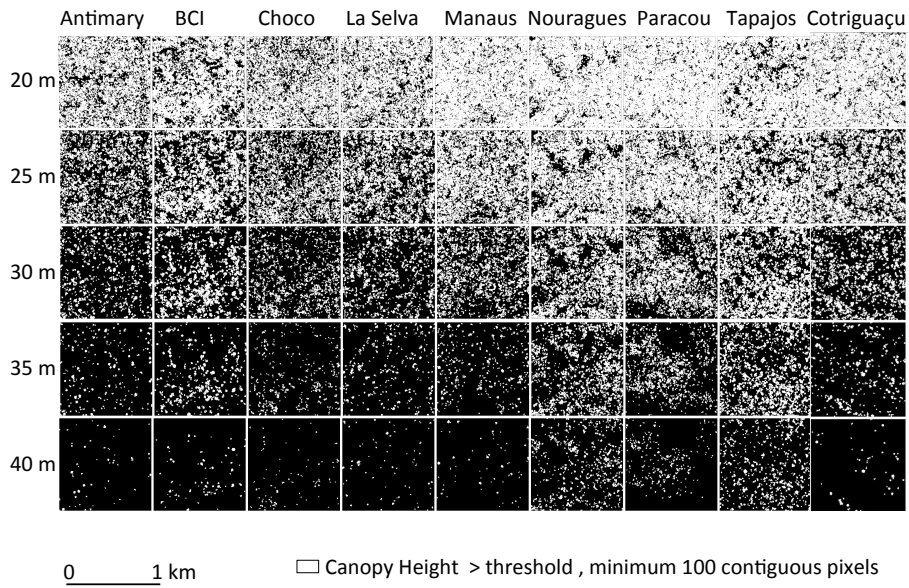 Antimary BCI Choco La Selva Manaus Nouragues Paracou Tapajos Cotriguaçu
20 m
25 m
30 m
35 m
40 m
0 1 km
Canopy Height > threshold , minimum 100 contiguous pixels